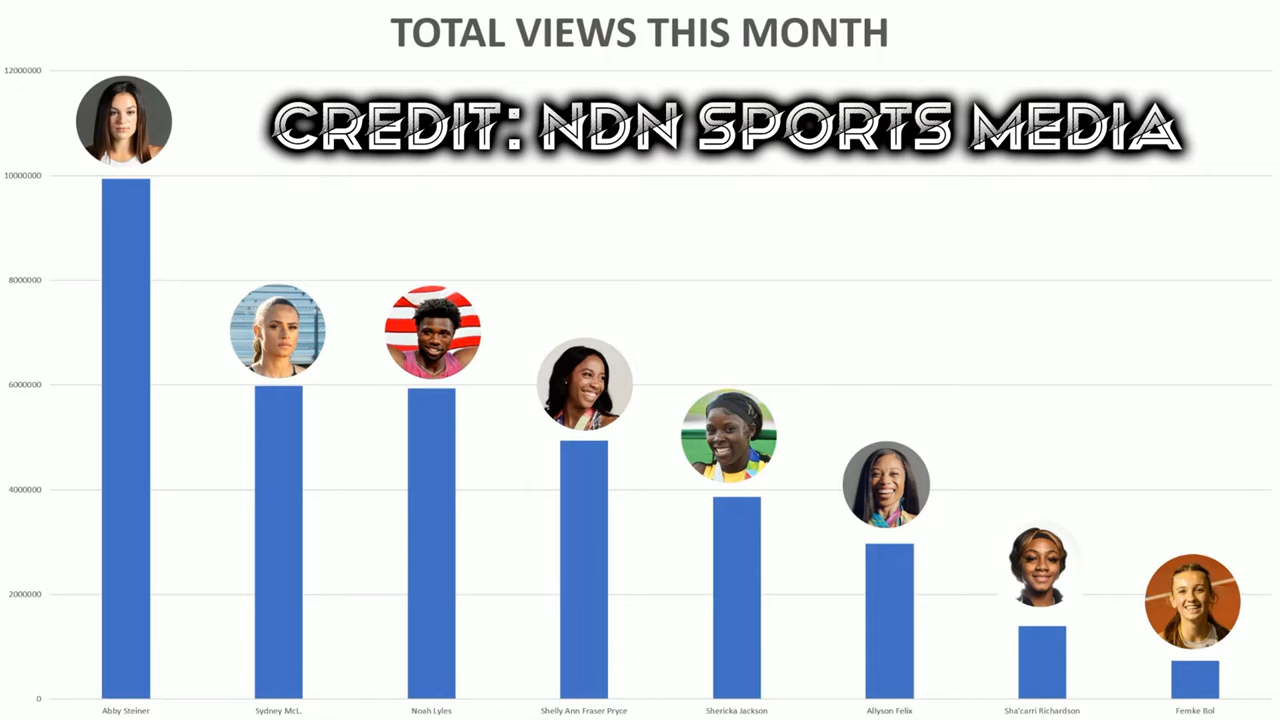 TOTAL VIEWS THIS MONTH
12000000
CREDIT: NDN SPORTS MEDIA
10000000
8000000
6000000
4000000
2000000
0
Abby Steiner
Sydney McL.
Noah Lyles
Shelly Ann Fraser Pryce
Shericka Jackson
Allyson Felix
Sha'carri Richardson
Femke Bol